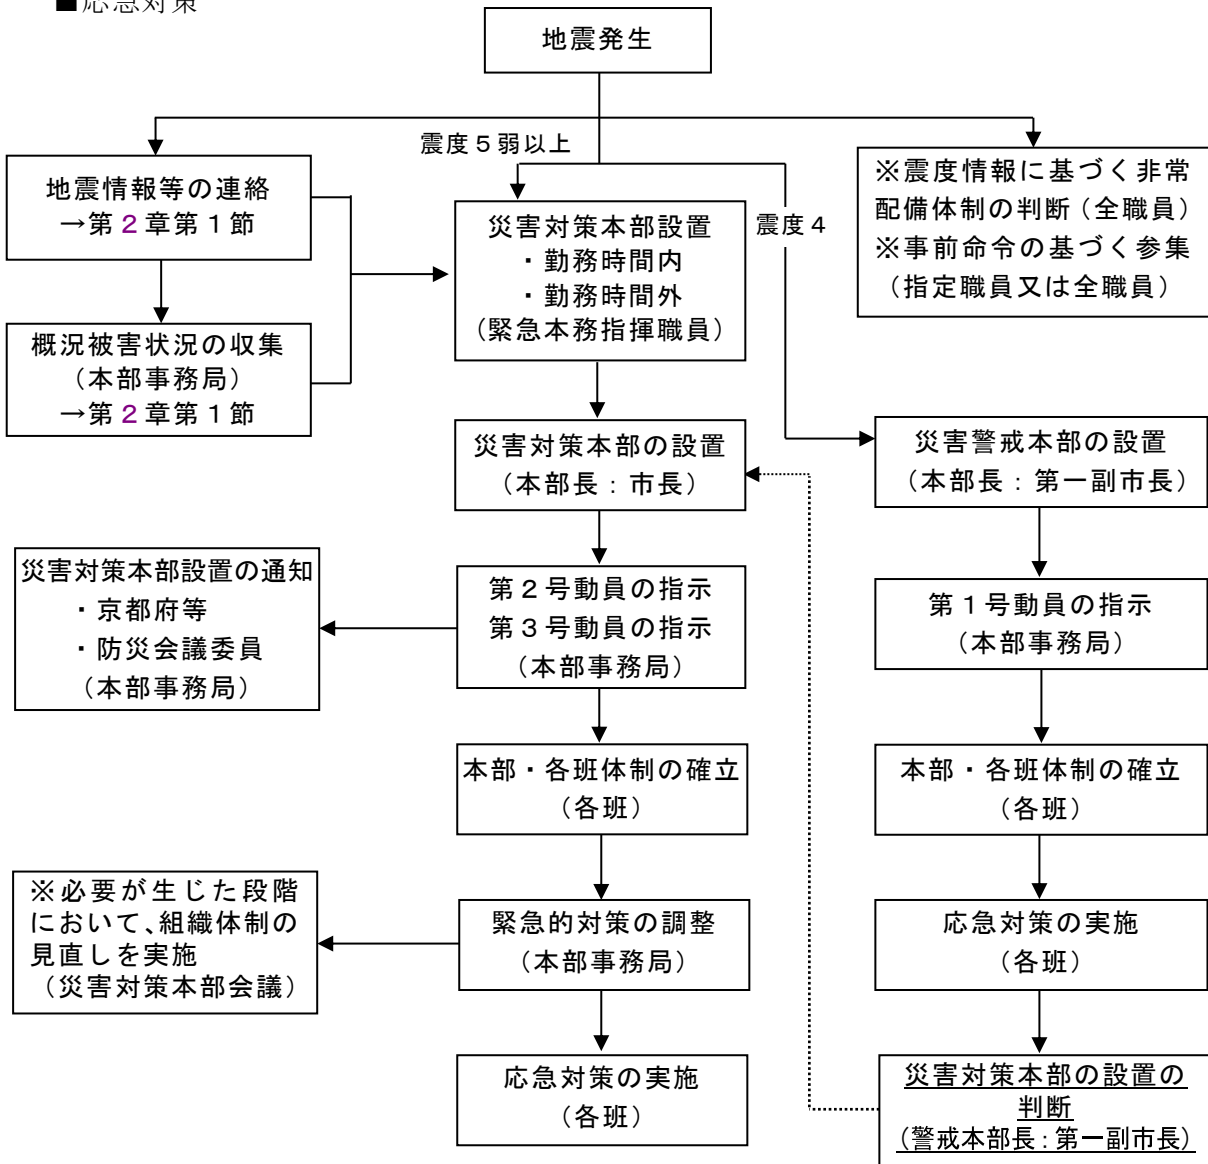 ■応急対策
地震発生
震度５弱以上
地震情報等の連絡
→第２章第１節
災害対策本部設置
・勤務時間内
・勤務時間外
（緊急本務指揮職員）
震度４
※震度情報に基づく非常
配備体制の判断（全職員）
※事前命令の基づく参集
（指定職員又は全職員）
概況被害状況の収集
（本部事務局）
→第２章第１節
災害対策本部の設置
（本部長：市長）
災害警戒本部の設置
（本部長：第一副市長）
災害対策本部設置の通知
・京都府等
・防災会議委員
（本部事務局）
第２号動員の指示
第３号動員の指示
（本部事務局）
第１号動員の指示
（本部事務局）
本部・各班体制の確立
（各班）
本部・各班体制の確立
（各班）
※必要が生じた段階
において、組織体制の
見直しを実施
（災害対策本部会議）
緊急的対策の調整
（本部事務局）
応急対策の実施
（各班）
応急対策の実施
（各班）
災害対策本部の設置の
判断
（警戒本部長：第一副市長）